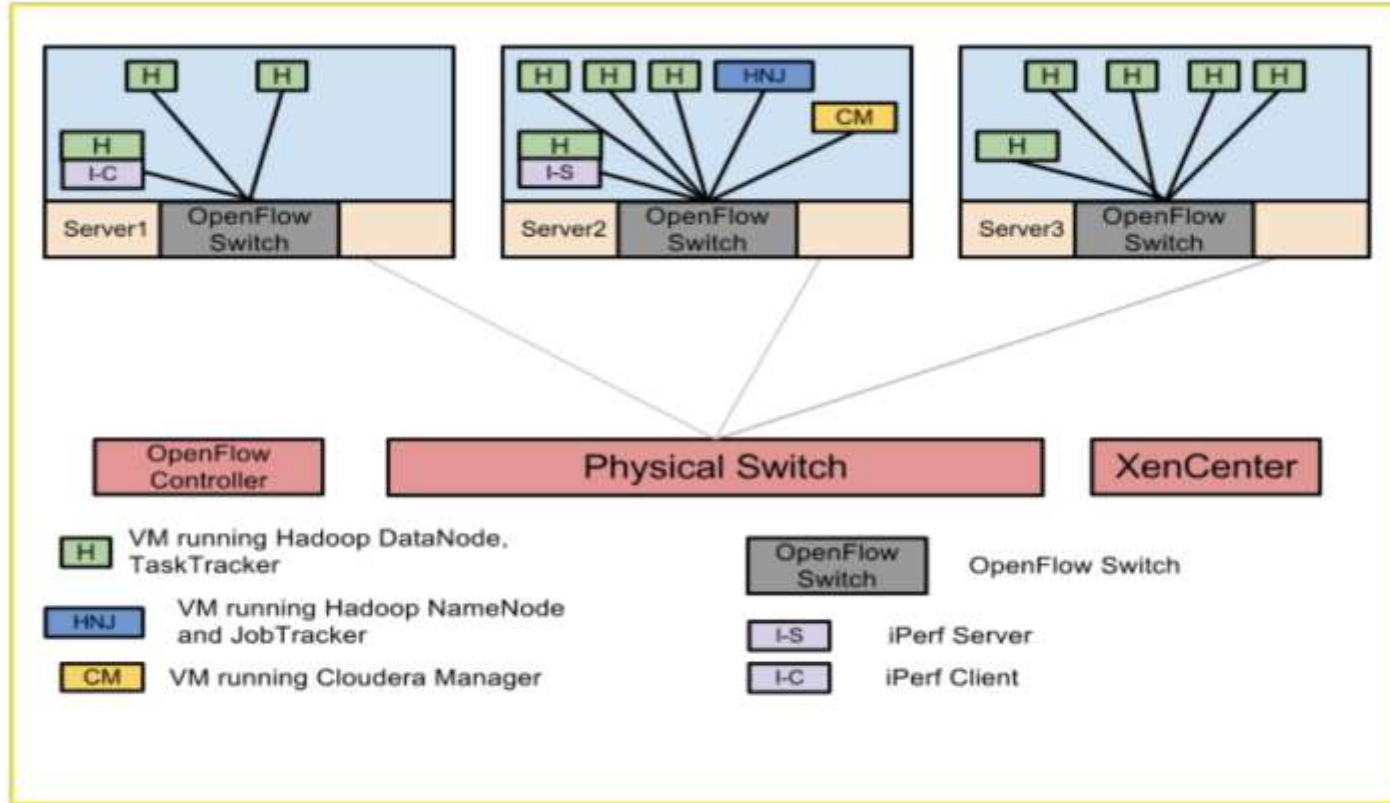 H
H
H
I-C
Server1
OpenFlow
Switch
H
H
H
HNJ
CM
H
I-S
Server2
OpenFlow
Switch
H
H
H
H
H
Server3
OpenFlow
Switch
OpenFlow
Controller
Physical Switch
XenCenter
H
VM running Hadoop DataNode,
TaskTracker
HNJ
VM running Hadoop NameNode
and JobTracker
CM
VM running Cloudera Manager
OpenFlow
Switch
OpenFlow Switch
I-S
iPerf Server
I-C
iPerf Client